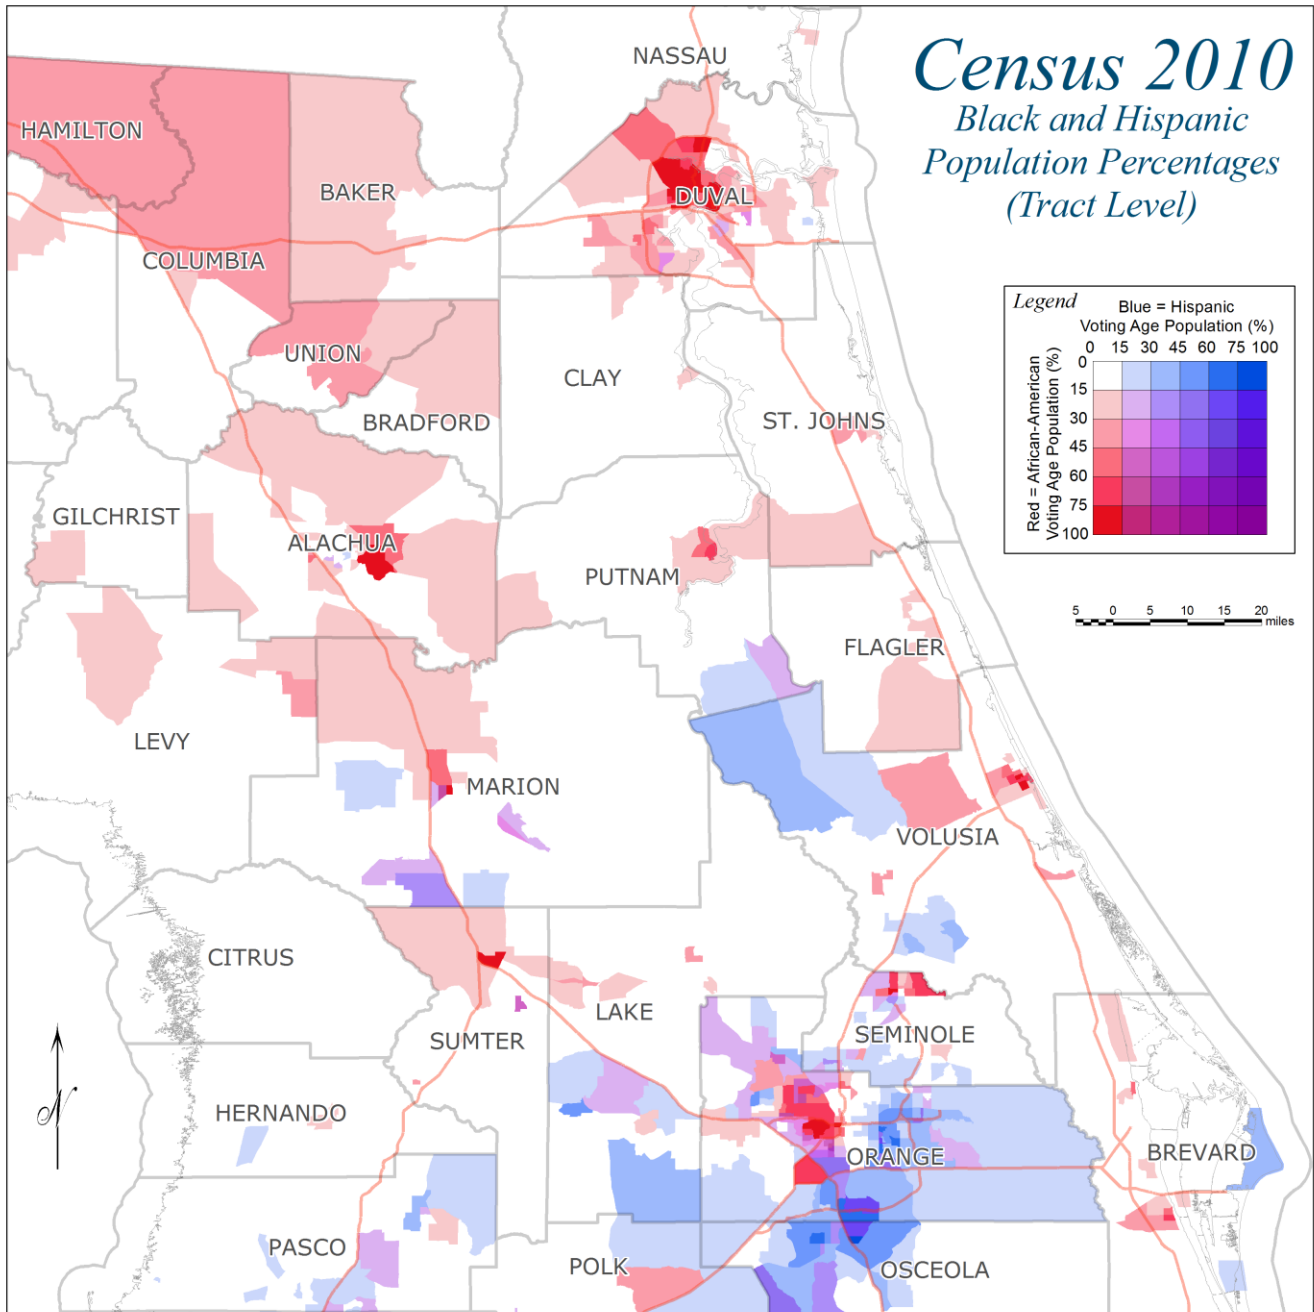 Census 2010
Black and Hispanic
Population Percentages
(Tract Level)
NASSAU
HAMILTON
BAKER
DUVAL
COLUMBIA
Legend
Blue = Hispanic
Voting Age Population (%)
0 15 30 45 60 75 100
0
15
30
45
60
75
100
Red = African-American
Voting Age Population (%)
UNION
CLAY
BRADFORD
ST. JOHNS
GILCHRIST
ALACHUA
PUTNAM
5 0 5 10 15 20
miles
FLAGLER
LEVY
MARION
VOLUSIA
CITRUS
LAKE
SUMTER
SEMINOLE
N
HERNANDO
ORANGE
BREVARD
PASCO
POLK
OSCEOLA